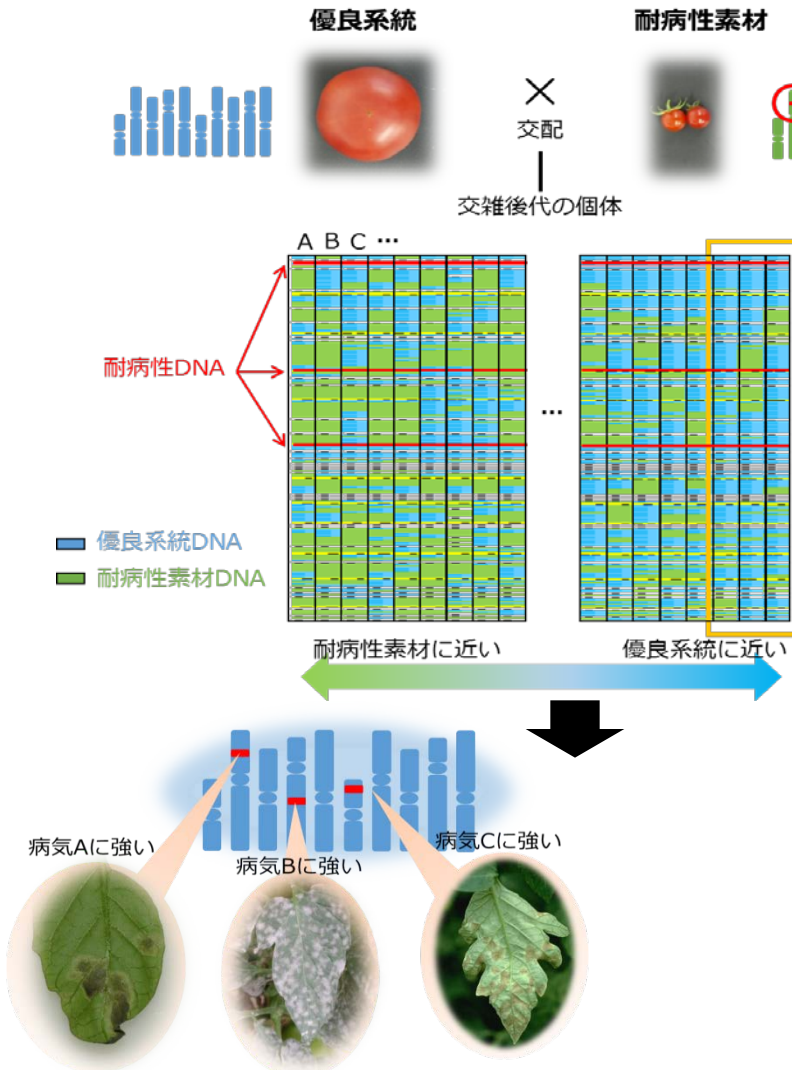 優良系統
耐病性素材
×
交配
交雑後代の個体
A B C …
耐病性DNA
…
優良系統DNA
耐病性素材DNA
耐病性素材に近い
優良系統に近い
病気Aに強い
病気Bに強い
病気Cに強い